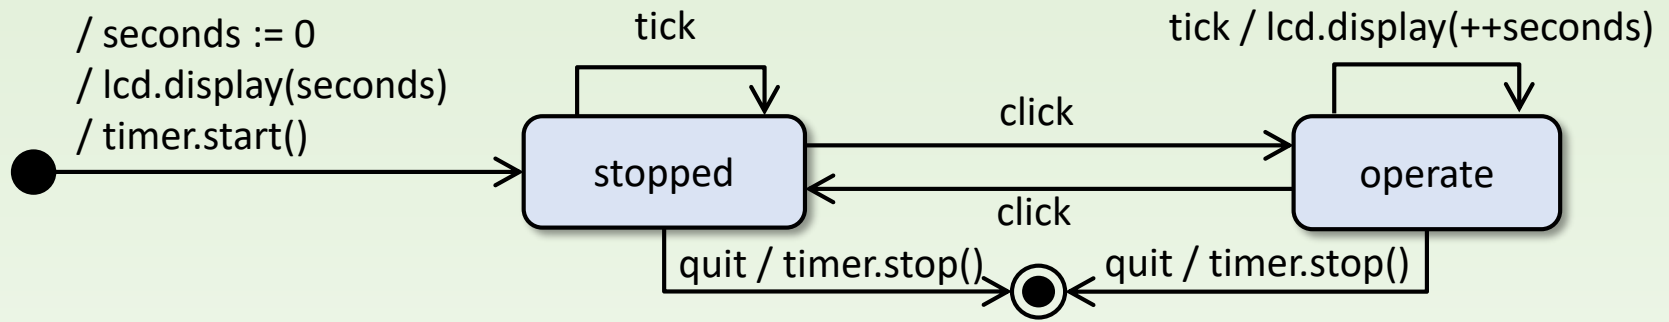 / seconds := 0
/ lcd.display(seconds)
/ timer.start()
tick
tick / lcd.display(++seconds)
click
stopped
operate
click
quit / timer.stop()
quit / timer.stop()